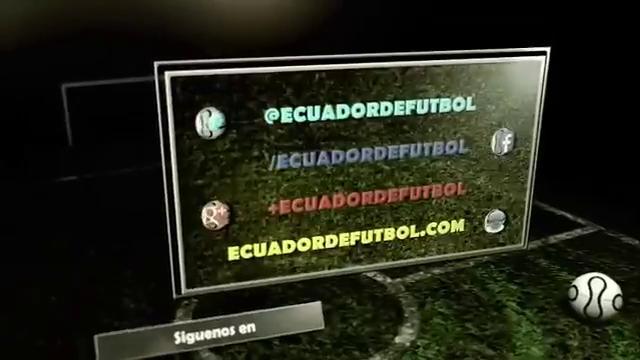 @ECUADORDEFUTBOL
/ECUADORDEFUTBOL
+ECUADORDEFUTBOL
ECUADORDEFUTBOL.COM
Siguenos en